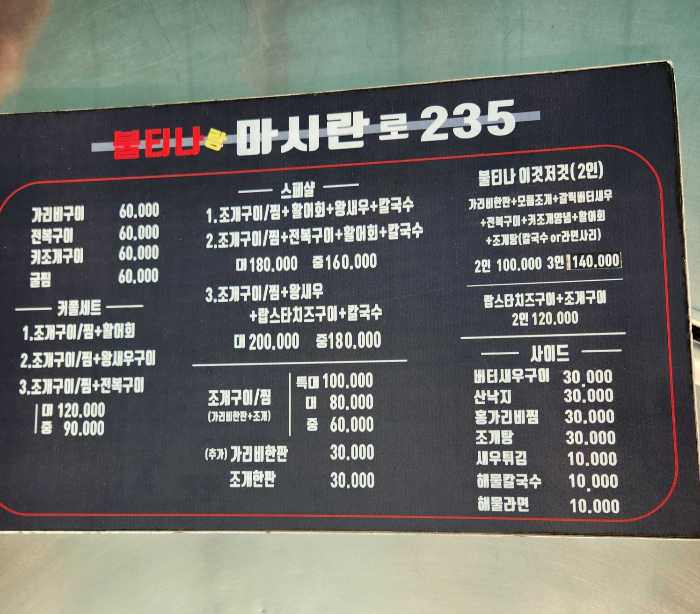 불티나랑 마시란로 235
가리비구이 60.000
전복구이 60.000
키조개구이 60.000
굴찜 60.000
커플세트
1.조개구이/찜+활어회
2.조개구이/찜+왕새우구이
3.조개구이/찜+전복구이
대 120.000
중 90.000
스페샬
1.조개구이/찜+활어회+왕새우+칼국수
2.조개구이/찜+전복구이+활어회+칼국수
대180.000 중160.000
3.조개구이/찜+왕새우
+랍스타치즈구이+칼국수
대 200.000 중180.000
조개구이/찜
(가리비한판+조개)
특대 100.000
대 80.000
중 60.000
(추가) 가리비한판 30.000
조개한판 30.000
불티나 이것저것(2인)
가리비한판+모듬조개+갈릭버터새우
+전복구이+키조개양념+활어회
+조개탕(칼국수or라면사리)
2인 100.000 3인 140.000
랍스타치즈구이+조개구이
2인 120.000
사이드
버터새우구이 30.000
산낙지 30.000
홍가리비찜 30.000
조개탕 30.000
새우튀김 10.000
해물칼국수 10.000
해물라면 10.000